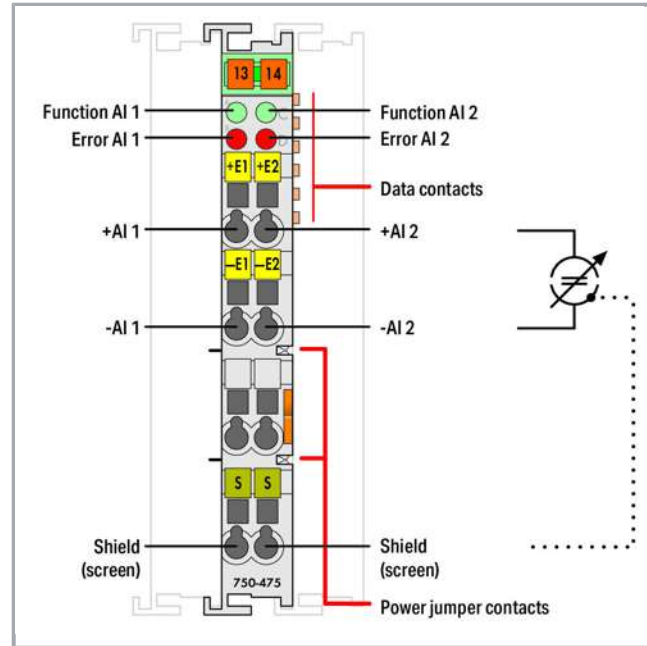 13 14
Function AI 1
Function AI 2
Error AI 1
Error AI 2
+E1 +E2
Data contacts
+AI 1
+AI 2
–E1 –E2
-AI 1
-AI 2
S S
Shield
(screen)
Shield
(screen)
750-475
Power jumper contacts